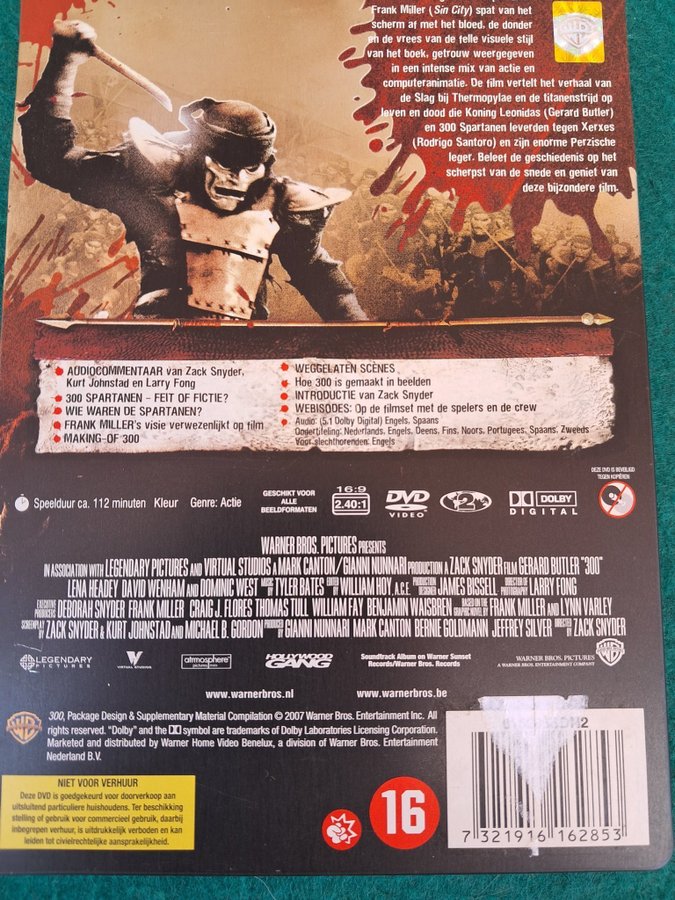 Frank Miller (Sin City) spat van het
scherm af met het bloed, de donder
en de vrees van de felle visuele stijl
van het boek, getrouw weergegeven
in een intense mix van actie en
computeranimatie. De film vertelt het verhaal van
de Slag bij Thermopylae en de titanenstrijd op
leven en dood die Koning Leonidas (Gerard Butler)
en 300 Spartanen leverden tegen Xerxes
(Rodrigo Santoro) en zijn enorme Perzische
leger. Beleef de geschiedenis op het
scherpst van de snede en geniet van
deze bijzondere film.
AUDIOCOMMENTAAR van Zack Snyder,
Kurt Johnstad en Larry Fong
300 SPARTANEN - FEIT OF FICTIE?
WIE WAREN DE SPARTANEN?
FRANK MILLER's visie verwezenlijkt op film
MAKING-OF 300
WEGGELATEN SCÈNES
Hoe 300 is gemaakt in beelden
INTRODUCTIE van Zack Snyder
WEBISODES: Op de filmset met de spelers en de crew
Audio: (5.1 Dolby Digital) Engels, Spaans
Ondertiteling: Nederlands, Engels, Deens, Fins, Noors, Portugees, Spaans, Zweeds
Voor slechthorenden: Engels
DEZE DVD IS BEVEILIGD
TEGEN KOPIËREN
Speelduur ca. 112 minuten Kleur Genre: Actie
GESCHIKT VOOR
ALLE
BEELDFORMATEN
16:9
2.40:1
DVD
VIDEO
2
DOLBY
DIGITAL
WARNER BROS. PICTURES PRESENTS
IN ASSOCIATION WITH LEGENDARY PICTURES AND VIRTUAL STUDIOS A MARK CANTON/GIANNI NUNNARI PRODUCTION A ZACK SNYDER FILM GERARD BUTLER "300"
LENA HEADEY DAVID WENHAM AND DOMINIC WEST MUSIC BY TYLER BATES EDITED BY WILLIAM HOY, A.C.E. PRODUCTION DESIGNER JAMES BISSELL DIRECTOR OF PHOTOGRAPHY LARRY FONG
EXECUTIVE PRODUCERS DEBORAH SNYDER FRANK MILLER CRAIG J. FLORES THOMAS TULL WILLIAM FAY BENJAMIN WAISBREN BASED ON THE GRAPHIC NOVEL BY FRANK MILLER AND LYNN VARLEY
SCREENPLAY BY ZACK SNYDER & KURT JOHNSTAD AND MICHAEL B. GORDON PRODUCED BY GIANNI NUNNARI MARK CANTON BERNIE GOLDMANN JEFFREY SILVER DIRECTED BY ZACK SNYDER
LEGENDARY
PICTURES
VIRTUAL STUDIOS
atmosphere
HOLLYWOOD
GANG
Soundtrack Album on Warner Sunset
Records/Warner Bros. Records
WARNER BROS. PICTURES
A WARNER BROS. ENTERTAINMENT COMPANY
www.warnerbros.nl www.warnerbros.be
300, Package Design & Supplementary Material Compilation © 2007 Warner Bros. Entertainment Inc. All
rights reserved. "Dolby" and the symbol are trademarks of Dolby Laboratories Licensing Corporation.
Marketed and distributed by Warner Home Video Benelux, a division of Warner Bros. Entertainment
Nederland B.V.
NIET VOOR VERHUUR
Deze DVD is goedgekeurd voor doorverkoop aan
uitsluitend particuliere huishoudens. Ter beschikking
stelling of gebruik voor commercieel gebruik, daarbij
inbegrepen verhuur, is uitdrukkelijk verboden en kan
leiden tot civielrechtelijke aansprakelijkheid.
16
7 321916 162853